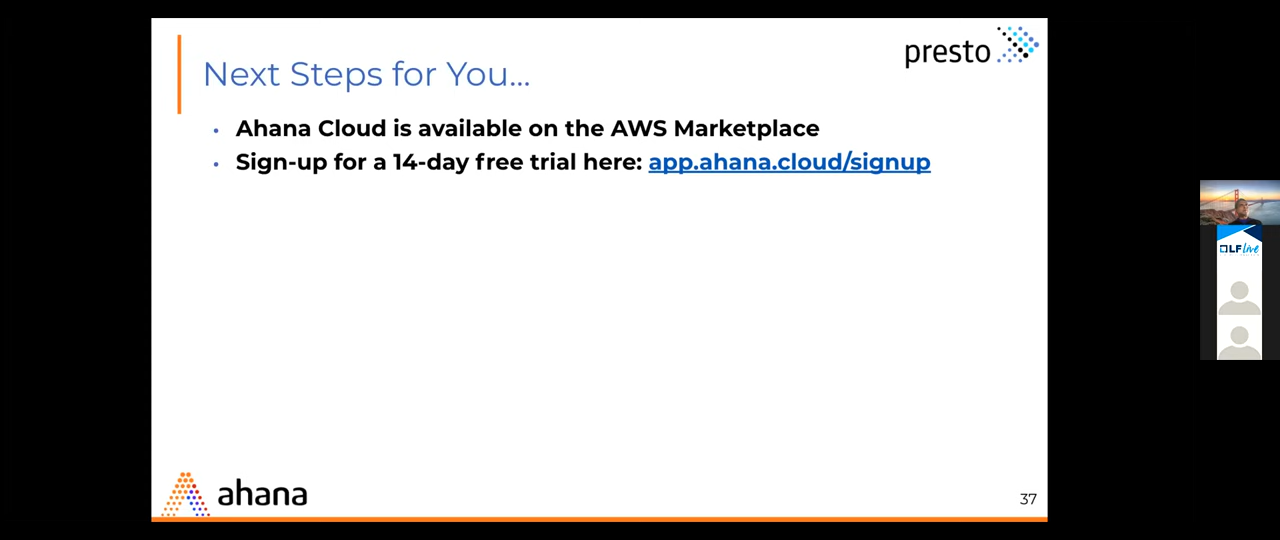 presto
Next Steps for You...
• Ahana Cloud is available on the AWS Marketplace
• Sign-up for a 14-day free trial here: app.ahana.cloud/signup
LF live
ahana
37